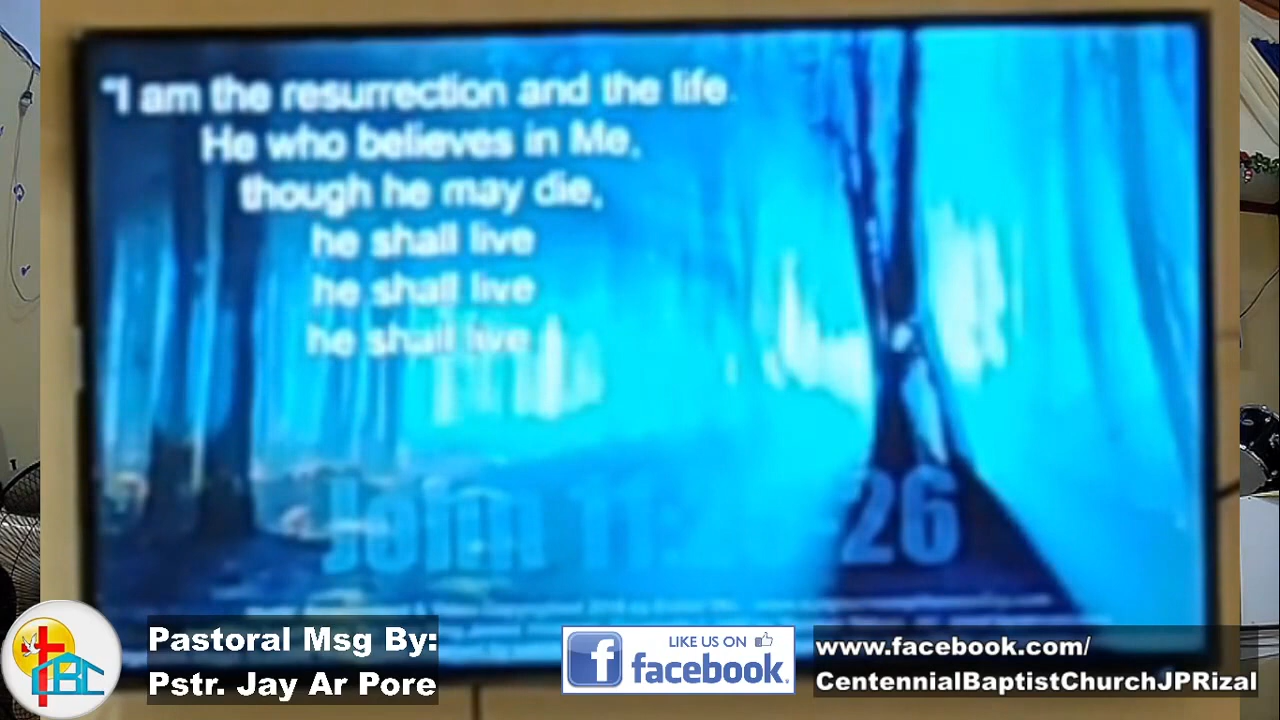 "I am the resurrection and the life.
He who believes in Me,
though he may die,
he shall live
he shall live
he shall live
John 11: 26
Pastoral Msg By:
Pstr. Jay Ar Pore
LIKE US ON
facebook.
www.facebook.com/
CentennialBaptistChurchJPRizal